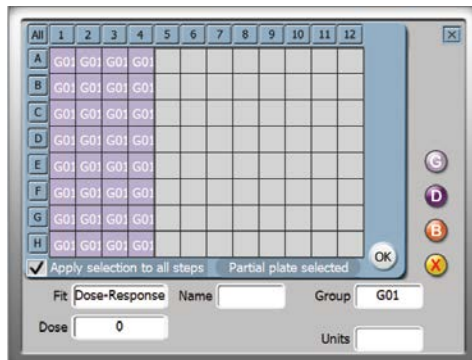 All 1 2 3 4 5 6 7 8 9 10 11 12
A G01 G01 G01 G01
B G01 G01 G01 G01
C G01 G01 G01 G01
D G01 G01 G01 G01
E G01 G01 G01 G01
F G01 G01 G01 G01
G G01 G01 G01 G01
H G01 G01 G01 G01
G
D
B
X
OK
Apply selection to all steps Partial plate selected
Fit Dose-Response Name Group G01
Dose 0 Units